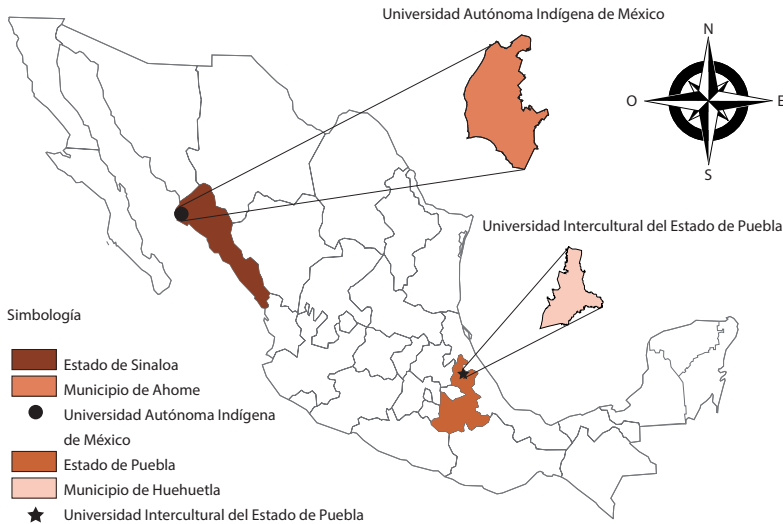 Universidad Autónoma Indígena de México
N
O
E
S
Universidad Intercultural del Estado de Puebla
Simbología
Estado de Sinaloa
Municipio de Ahome
Universidad Autónoma Indígena
de México
Estado de Puebla
Municipio de Huehuetla
Universidad Intercultural del Estado de Puebla